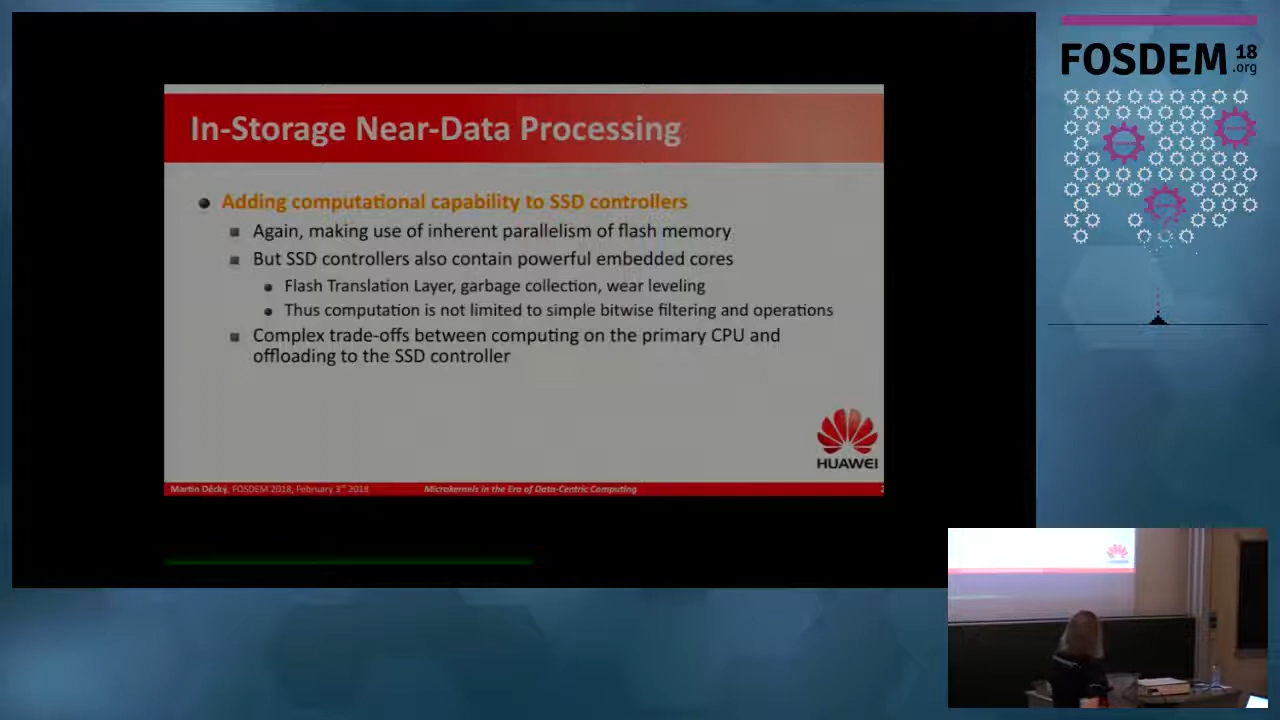 In-Storage Near-Data Processing
Adding computational capability to SSD controllers
Again, making use of inherent parallelism of flash memory
But SSD controllers also contain powerful embedded cores
Flash Translation Layer, garbage collection, wear leveling
Thus computation is not limited to simple bitwise filtering and operations
Complex trade-offs between computing on the primary CPU and
offloading to the SSD controller
HUAWEI
Martin Děcký, FOSDEM 2018, February 3rd 2018 Microkernels in the Era of Data-Centric Computing
FOSDEM 18
.org